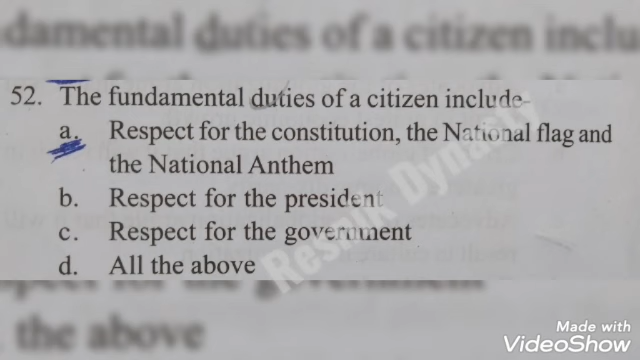 damental duties of a citizen inclu
52. The fundamental duties of a citizen include-
a. Respect for the constitution, the National flag and
the National Anthem
b. Respect for the president
c. Respect for the government
d. All the above
Respik Dynasty
the above
Made with
VideoShow